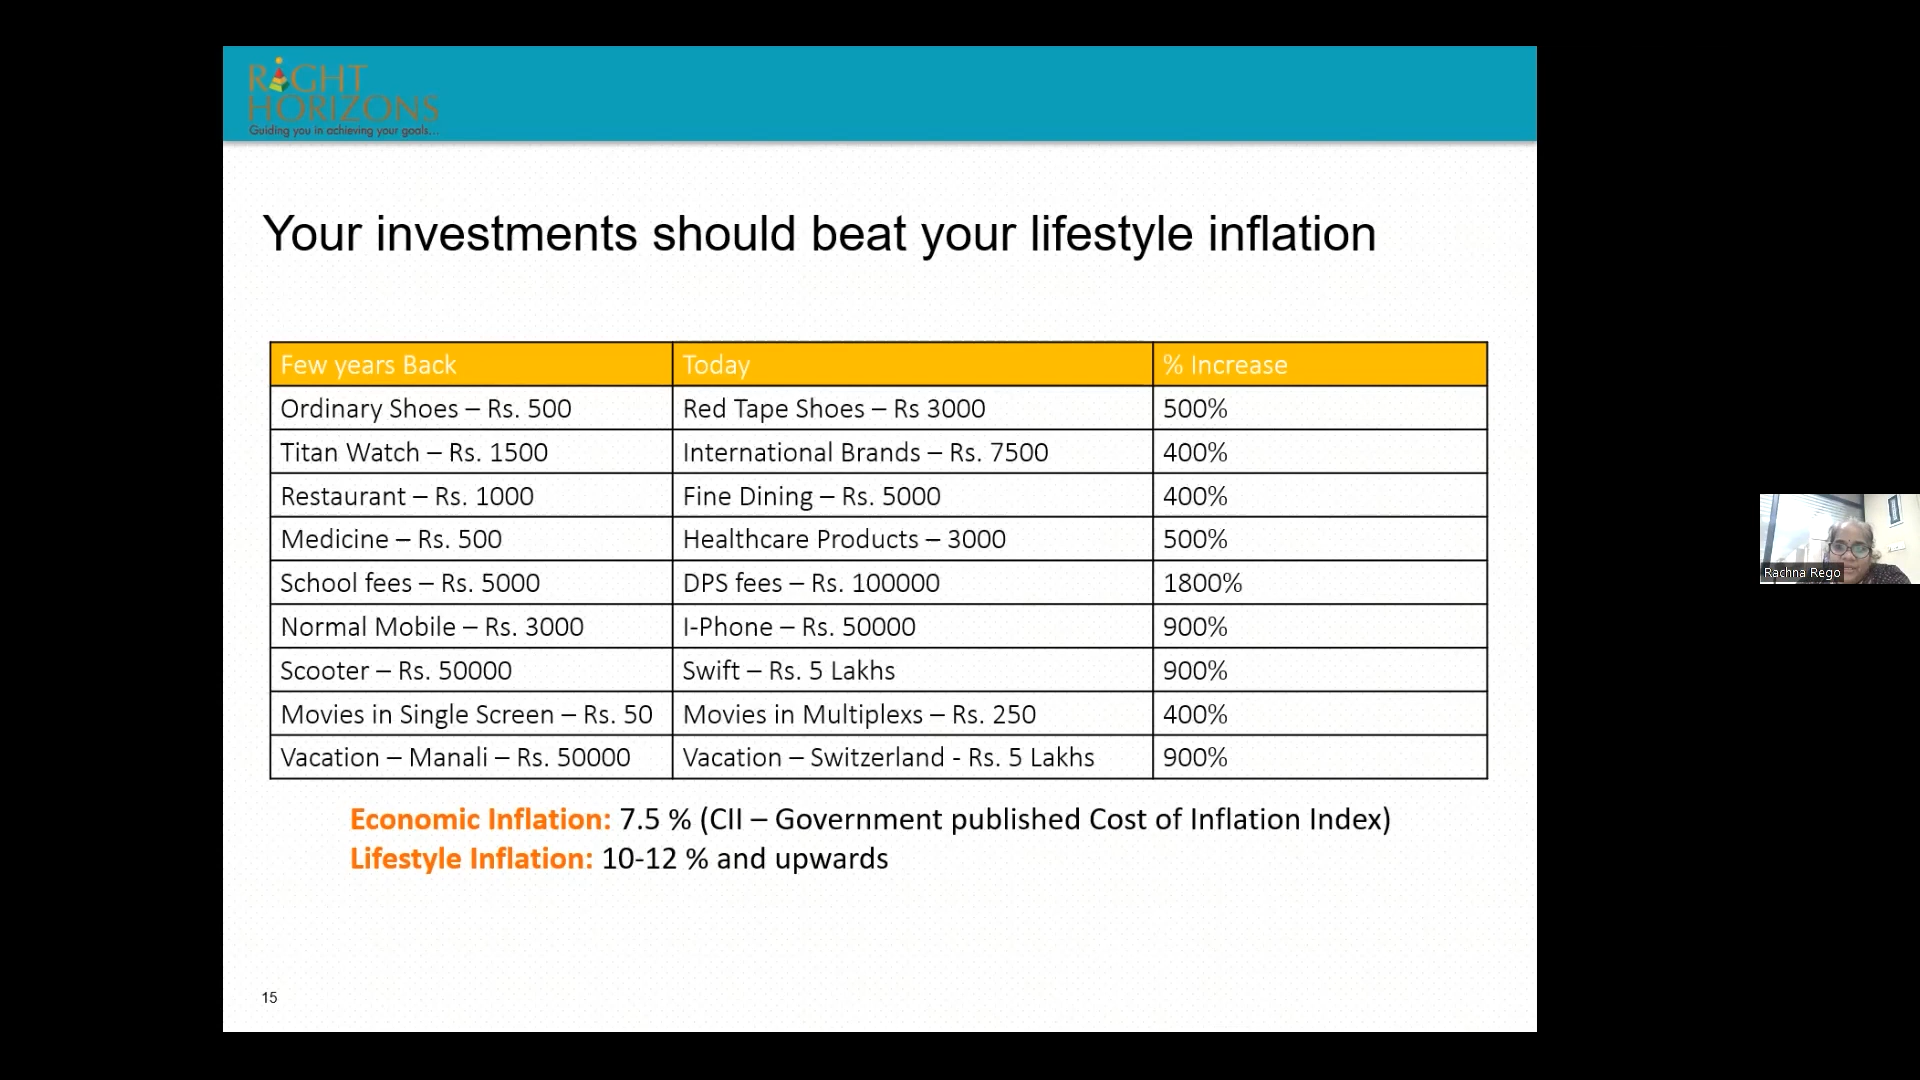 RIGHT
HORIZONS
Guiding you in achieving your goals...
Your investments should beat your lifestyle inflation
Few years Back Today % Increase
Ordinary Shoes – Rs. 500 Red Tape Shoes – Rs 3000 500%
Titan Watch – Rs. 1500 International Brands – Rs. 7500 400%
Restaurant – Rs. 1000 Fine Dining – Rs. 5000 400%
Medicine – Rs. 500 Healthcare Products – 3000 500%
School fees – Rs. 5000 DPS fees – Rs. 100000 1800%
Normal Mobile – Rs. 3000 I-Phone – Rs. 50000 900%
Scooter – Rs. 50000 Swift – Rs. 5 Lakhs 900%
Movies in Single Screen – Rs. 50 Movies in Multiplexs – Rs. 250 400%
Vacation – Manali – Rs. 50000 Vacation – Switzerland - Rs. 5 Lakhs 900%
Economic Inflation: 7.5 % (CII – Government published Cost of Inflation Index)
Lifestyle Inflation: 10-12 % and upwards
15
Rachna Rego